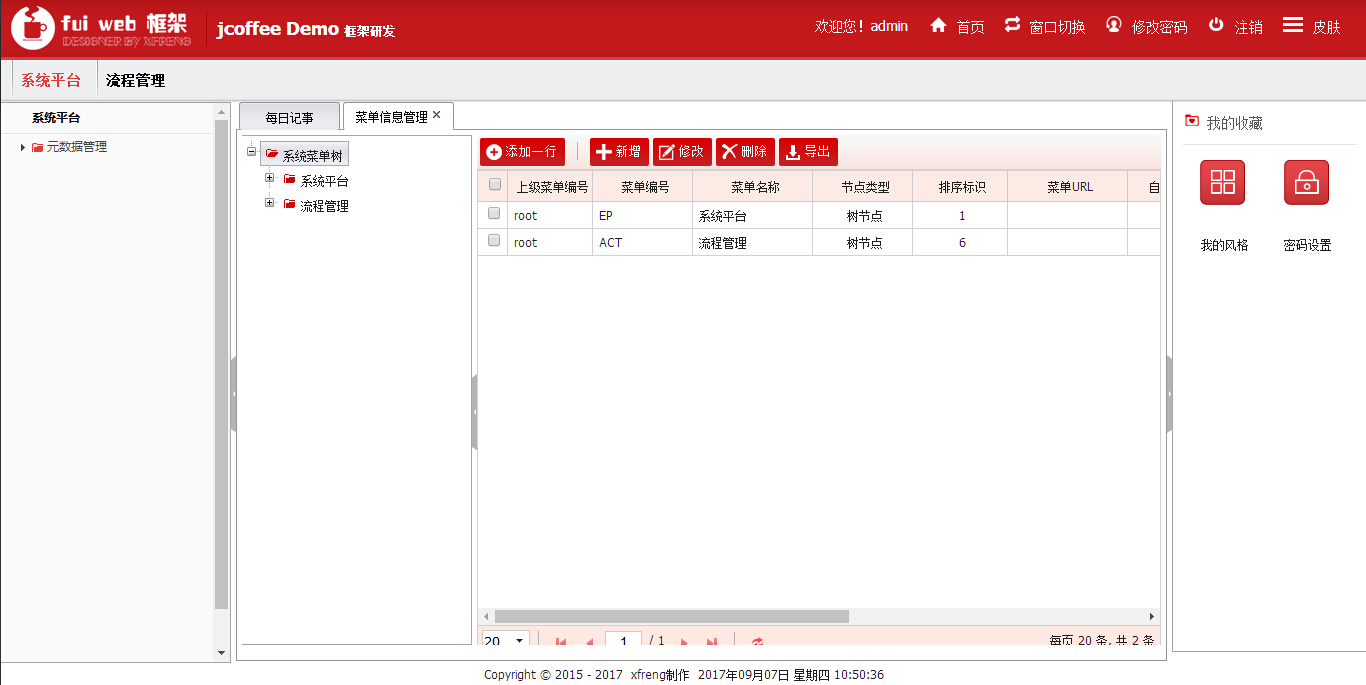 fui web 框架
DESIGNER BY XIFRENG
jcoffee Demo 框架研发
欢迎您！admin 首页 窗口切换 修改密码 注销 皮肤
系统平台 流程管理
系统平台
元数据管理
每日记事 菜单信息管理
系统菜单树
系统平台
流程管理
添加一行 新增 修改 删除 导出
上级菜单编号 菜单编号 菜单名称 节点类型 排序标识 菜单URL 自
root EP 系统平台 树节点 1
root ACT 流程管理 树节点 6
20 1 / 1 每页 20 条, 共 2 条
我的收藏
我的风格 密码设置
Copyright © 2015 - 2017 xfreng制作 2017年09月07日 星期四 10:50:36